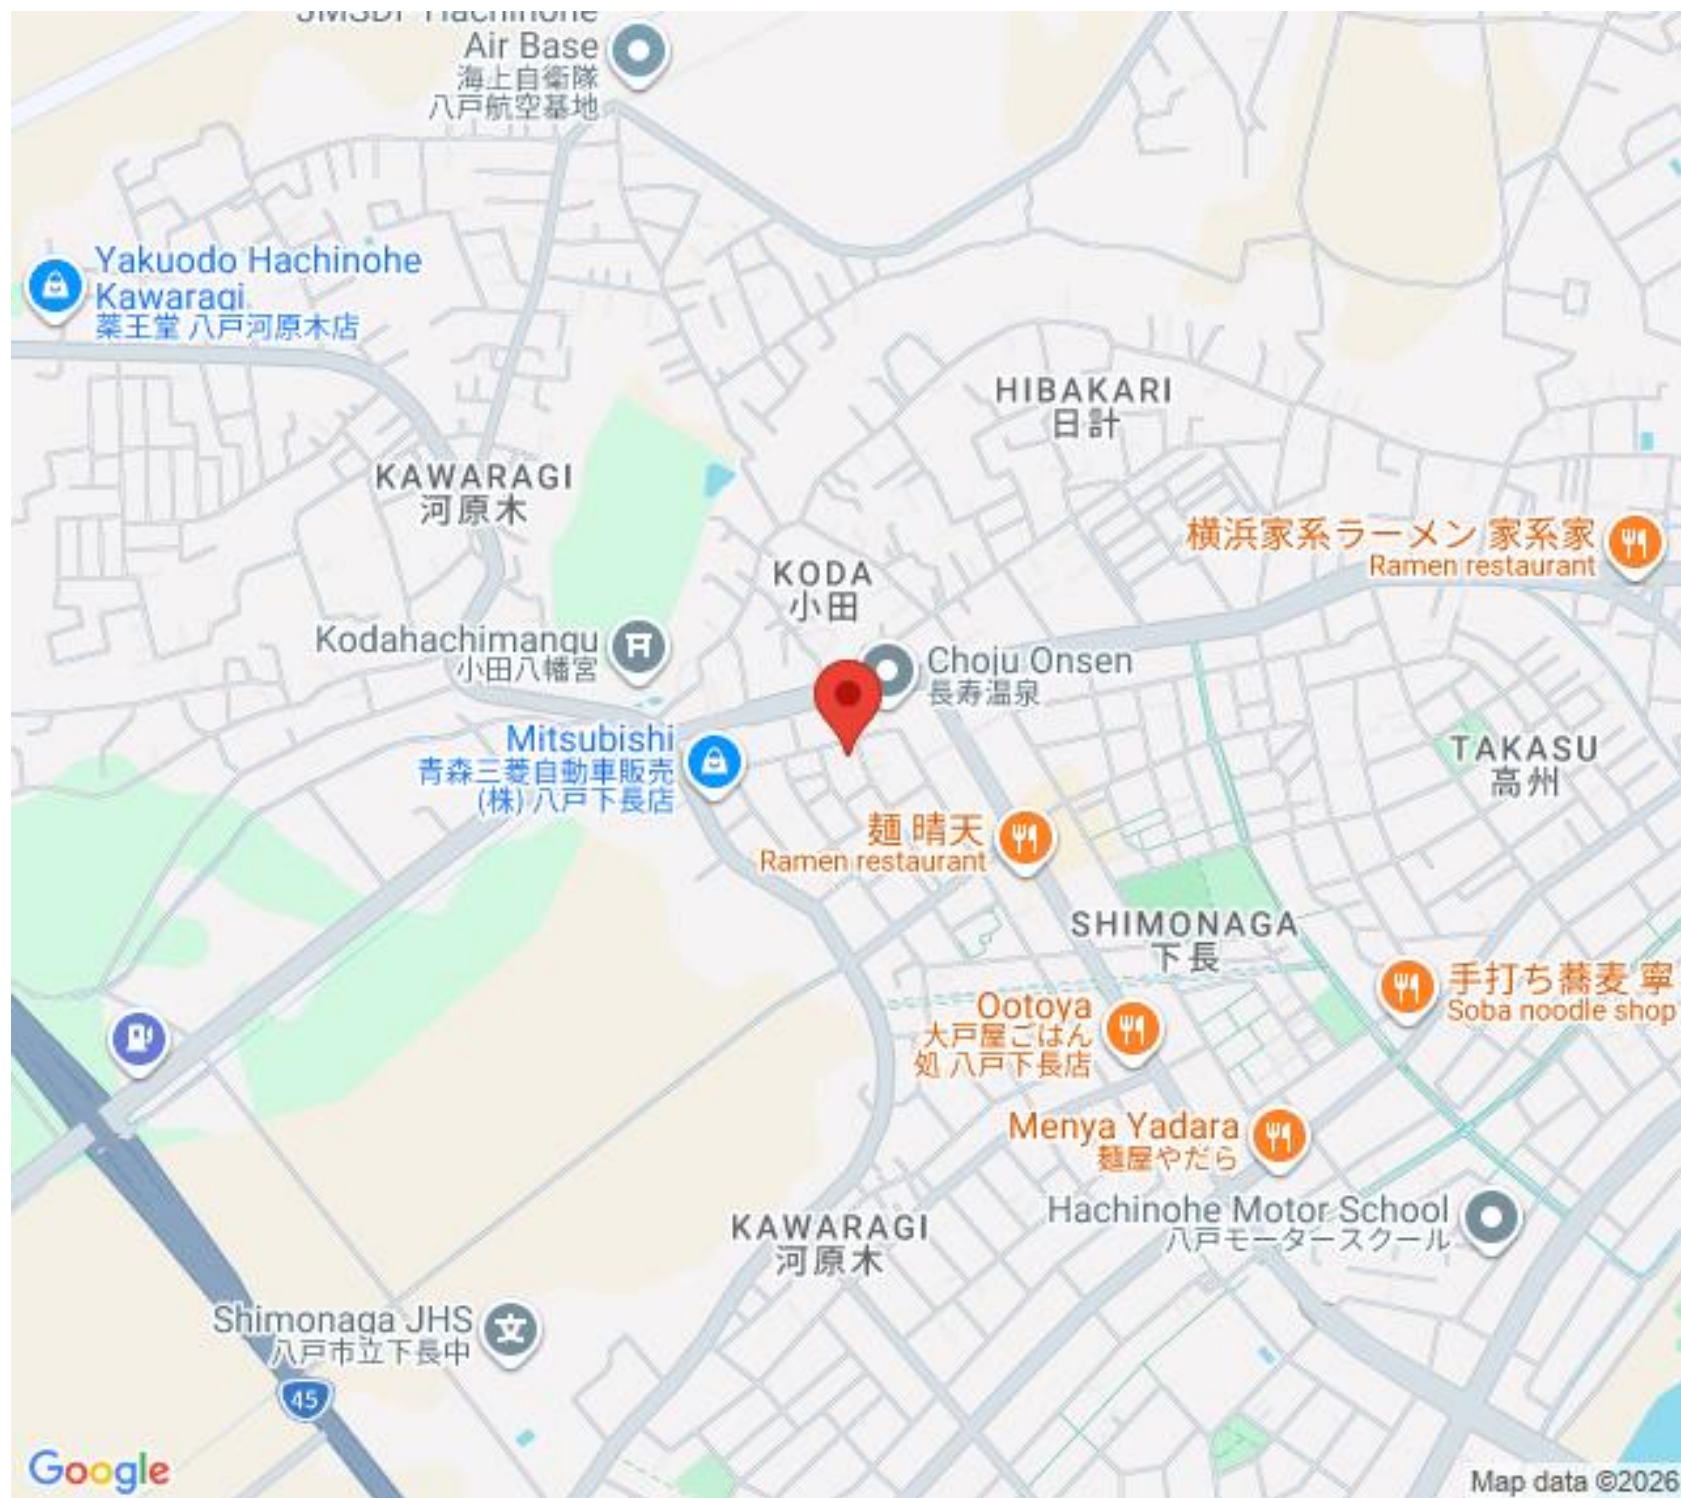 JMSDF Hachinohe
Air Base
海上自衛隊
八戸航空基地
Yakuodo Hachinohe
Kawaragi
薬王堂 八戸河原木店
HIBAKARI
日計
KAWARAGI
河原木
横浜家系ラーメン 家系家
Ramen restaurant
KODA
小田
Kodahachimangu
小田八幡宮
Choju Onsen
長寿温泉
Mitsubishi
青森三菱自動車販売
(株) 八戸下長店
TAKASU
高州
麺 晴天
Ramen restaurant
SHIMONAGA
下長
手打ち蕎麦 寧
Soba noodle shop
Ootoya
大戸屋ごはん
処 八戸下長店
Menya Yadara
麺屋やだら
Hachinohe Motor School
八戸モータースクール
KAWARAGI
河原木
Shimonaga JHS
八戸市立下長中
45
Google
Map data ©2026